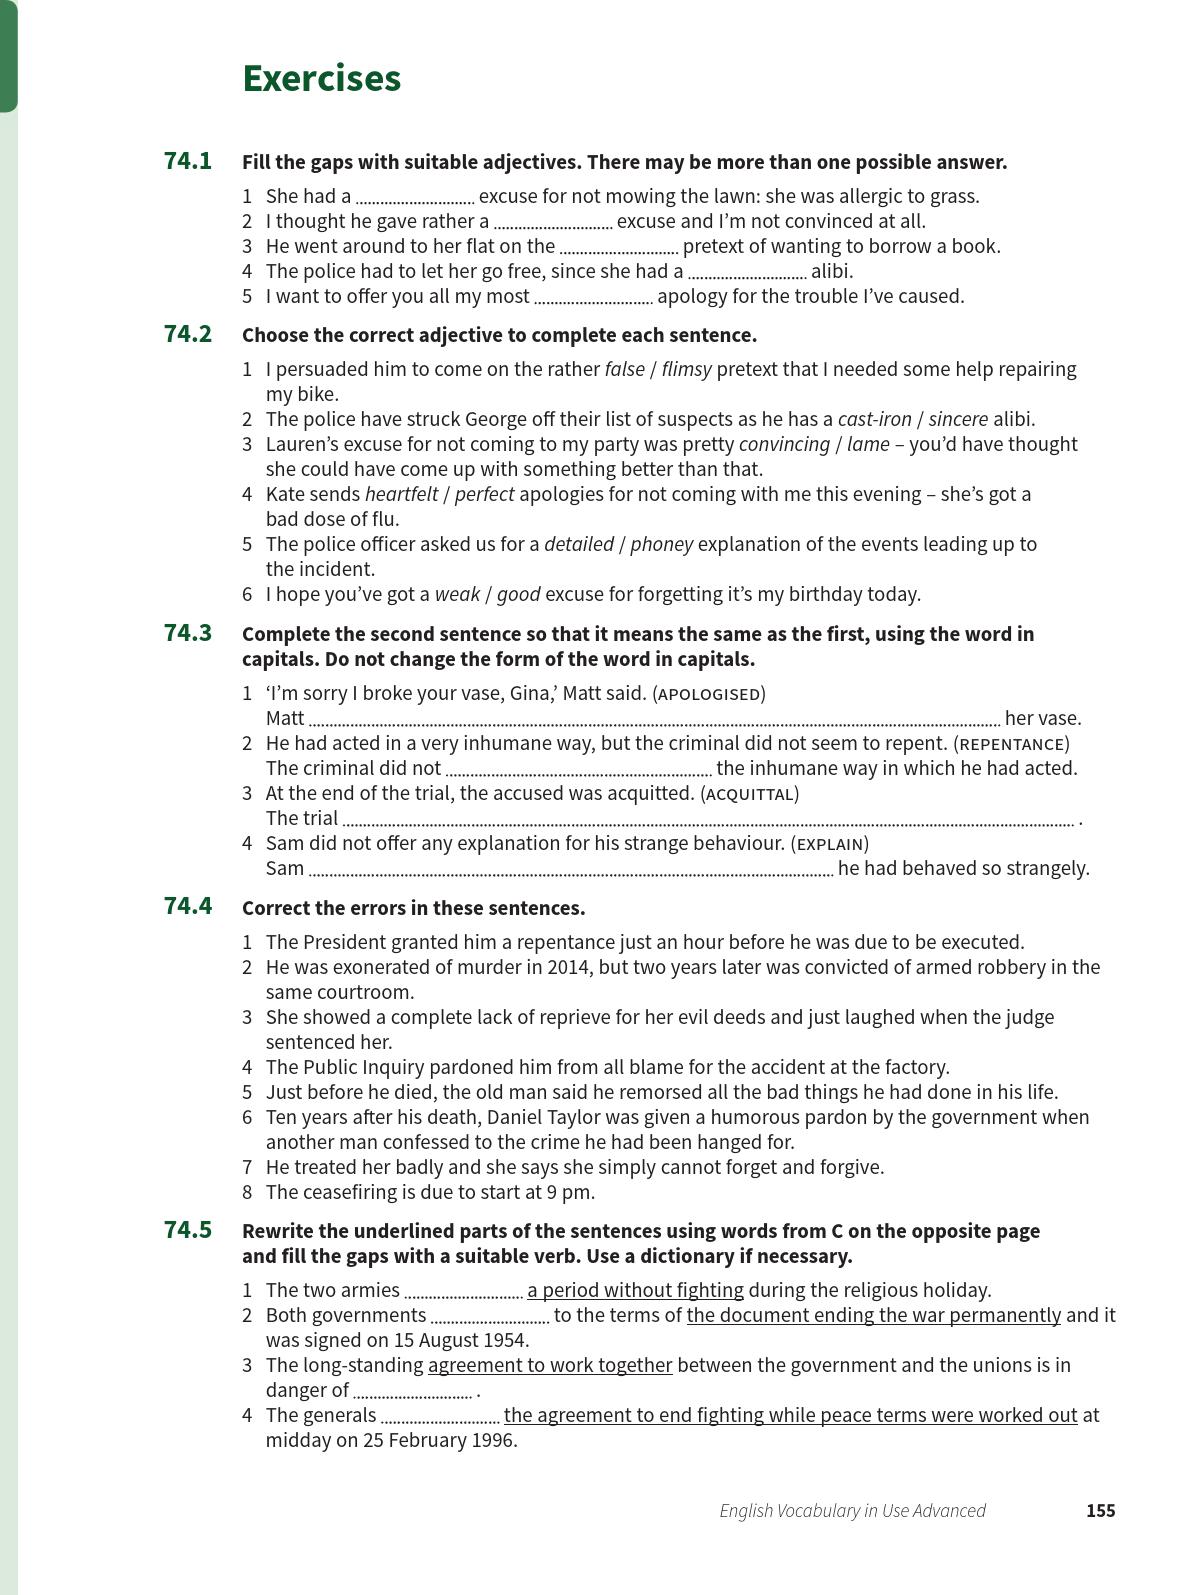 Exercises
74.1 Fill the gaps with suitable adjectives. There may be more than one possible answer.
1 She had a ............................ excuse for not mowing the lawn: she was allergic to grass.
2 I thought he gave rather a ............................ excuse and I’m not convinced at all.
3 He went around to her flat on the ............................ pretext of wanting to borrow a book.
4 The police had to let her go free, since she had a ............................ alibi.
5 I want to offer you all my most ............................ apology for the trouble I’ve caused.
74.2 Choose the correct adjective to complete each sentence.
1 I persuaded him to come on the rather false / flimsy pretext that I needed some help repairing
my bike.
2 The police have struck George off their list of suspects as he has a cast-iron / sincere alibi.
3 Lauren’s excuse for not coming to my party was pretty convincing / lame – you’d have thought
she could have come up with something better than that.
4 Kate sends heartfelt / perfect apologies for not coming with me this evening – she’s got a
bad dose of flu.
5 The police officer asked us for a detailed / phoney explanation of the events leading up to
the incident.
6 I hope you’ve got a weak / good excuse for forgetting it’s my birthday today.
74.3 Complete the second sentence so that it means the same as the first, using the word in
capitals. Do not change the form of the word in capitals.
1 ‘I’m sorry I broke your vase, Gina,’ Matt said. (APOLOGISED)
Matt ............................ her vase.
2 He had acted in a very inhumane way, but the criminal did not seem to repent. (REPENTANCE)
The criminal did not ............................ the inhumane way in which he had acted.
3 At the end of the trial, the accused was acquitted. (ACQUITTAL)
The trial ............................ .
4 Sam did not offer any explanation for his strange behaviour. (EXPLAIN)
Sam ............................ he had behaved so strangely.
74.4 Correct the errors in these sentences.
1 The President granted him a repentance just an hour before he was due to be executed.
2 He was exonerated of murder in 2014, but two years later was convicted of armed robbery in the
same courtroom.
3 She showed a complete lack of reprieve for her evil deeds and just laughed when the judge
sentenced her.
4 The Public Inquiry pardoned him from all blame for the accident at the factory.
5 Just before he died, the old man said he remorsed all the bad things he had done in his life.
6 Ten years after his death, Daniel Taylor was given a humorous pardon by the government when
another man confessed to the crime he had been hanged for.
7 He treated her badly and she says she simply cannot forget and forgive.
8 The ceasefiring is due to start at 9 pm.
74.5 Rewrite the underlined parts of the sentences using words from C on the opposite page
and fill the gaps with a suitable verb. Use a dictionary if necessary.
1 The two armies ............................ a period without fighting during the religious holiday.
2 Both governments ............................ to the terms of the document ending the war permanently and it
was signed on 15 August 1954.
3 The long-standing agreement to work together between the government and the unions is in
danger of ............................ .
4 The generals ............................ the agreement to end fighting while peace terms were worked out at
midday on 25 February 1996.
English Vocabulary in Use Advanced 155